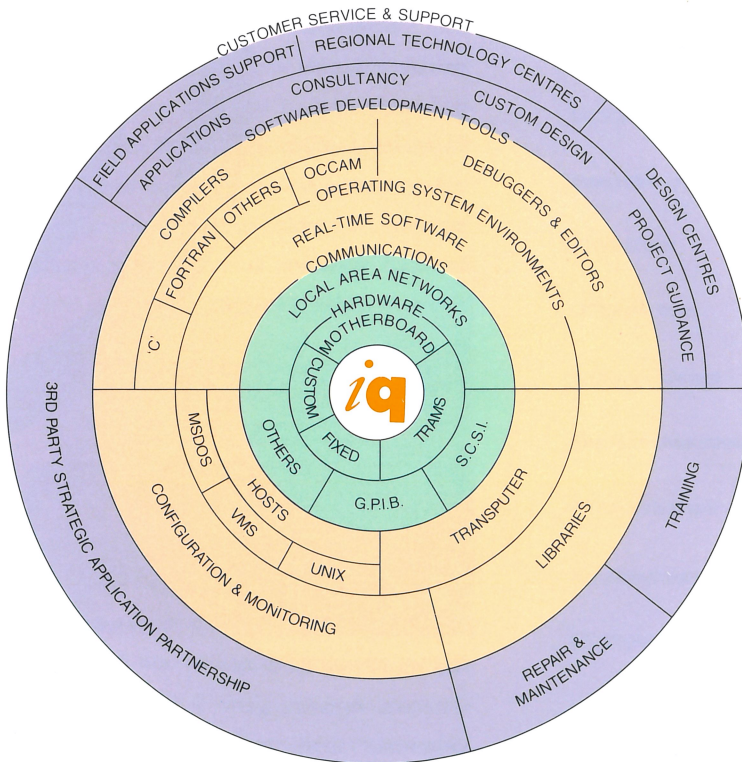 CUSTOMER SERVICE & SUPPORT
FIELD APPLICATIONS SUPPORT
REGIONAL TECHNOLOGY CENTRES
DESIGN CENTRES
APPLICATIONS
CONSULTANCY
CUSTOM DESIGN
PROJECT GUIDANCE
SOFTWARE DEVELOPMENT TOOLS
COMPILERS
DEBUGGERS & EDITORS
'C'
FORTRAN
OTHERS
OCCAM
OPERATING SYSTEM ENVIRONMENTS
REAL-TIME SOFTWARE
COMMUNICATIONS
LOCAL AREA NETWORKS
HARDWARE
MOTHERBOARD
CUSTOM
iq
TRAMS
FIXED
OTHERS
G.P.I.B.
S.C.S.I.
MSDOS
HOSTS
VMS
UNIX
TRANSPUTER
LIBRARIES
CONFIGURATION & MONITORING
3RD PARTY STRATEGIC APPLICATION PARTNERSHIP
TRAINING
REPAIR &
MAINTENANCE